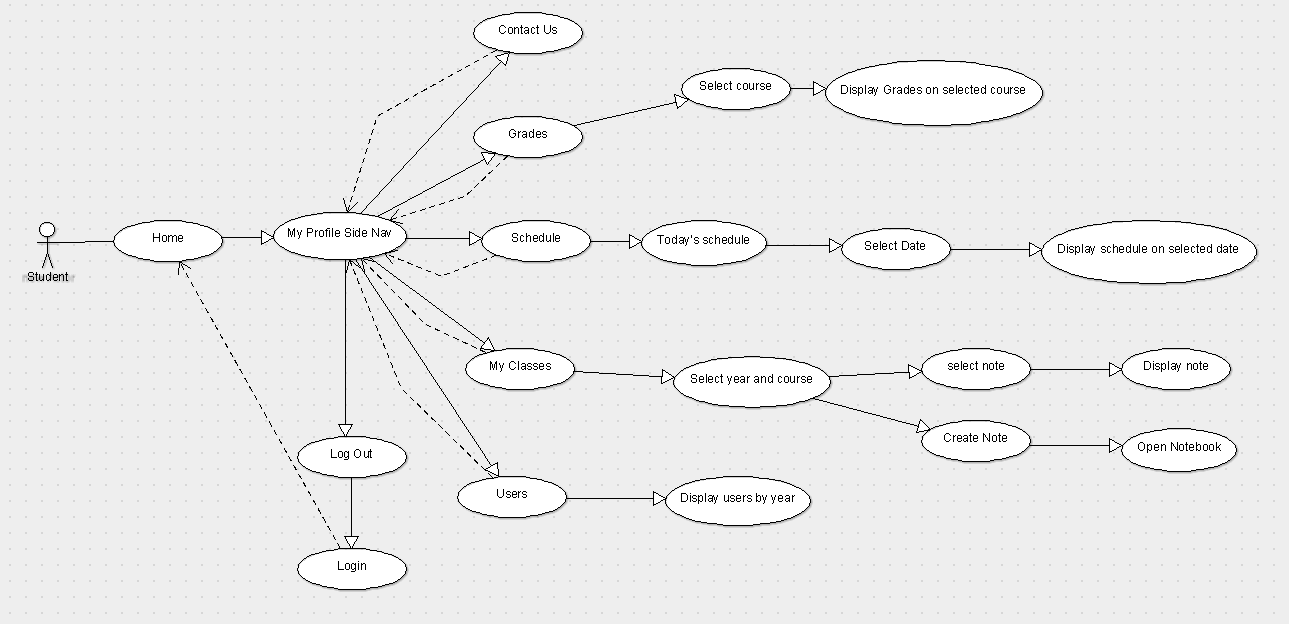 Contact Us
Select course
Display Grades on selected course
Grades
Student
Home
My Profile Side Nav
Schedule
Today's schedule
Select Date
Display schedule on selected date
My Classes
Select year and course
select note
Display note
Create Note
Open Notebook
Log Out
Users
Display users by year
Login